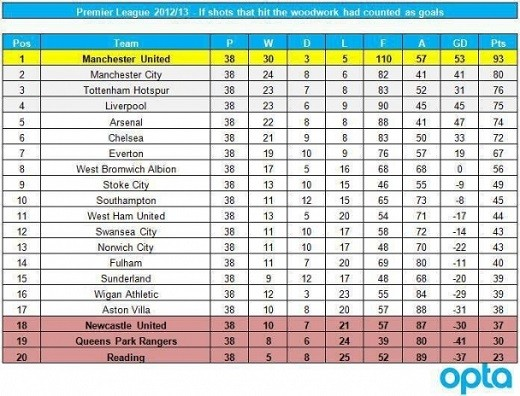 Premier League 2012/13 - If shots that hit the woodwork had counted as goals
Pos Team P W D L F A GD Pts
1 Manchester United 38 30 3 5 110 57 53 93
2 Manchester City 38 24 8 6 82 41 41 80
3 Tottenham Hotspur 38 23 7 8 83 52 31 76
4 Liverpool 38 23 6 9 90 45 45 75
5 Arsenal 38 22 8 8 88 41 47 74
6 Chelsea 38 21 9 8 83 50 33 72
7 Everton 38 19 10 9 76 57 19 67
8 West Bromwich Albion 38 17 5 16 68 68 0 56
9 Stoke City 38 13 10 15 46 55 -9 49
10 Southampton 38 11 12 15 65 73 -8 45
11 West Ham United 38 13 5 20 54 71 -17 44
12 Swansea City 38 11 10 17 58 72 -14 43
13 Norwich City 38 11 10 17 48 70 -22 43
14 Fulham 38 11 7 20 69 80 -11 40
15 Sunderland 38 9 12 17 48 68 -20 39
16 Wigan Athletic 38 12 3 23 55 84 -29 39
17 Aston Villa 38 10 8 20 57 88 -31 38
18 Newcastle United 38 10 7 21 57 87 -30 37
19 Queens Park Rangers 38 8 6 24 39 80 -41 30
20 Reading 38 5 8 25 52 89 -37 23
opta